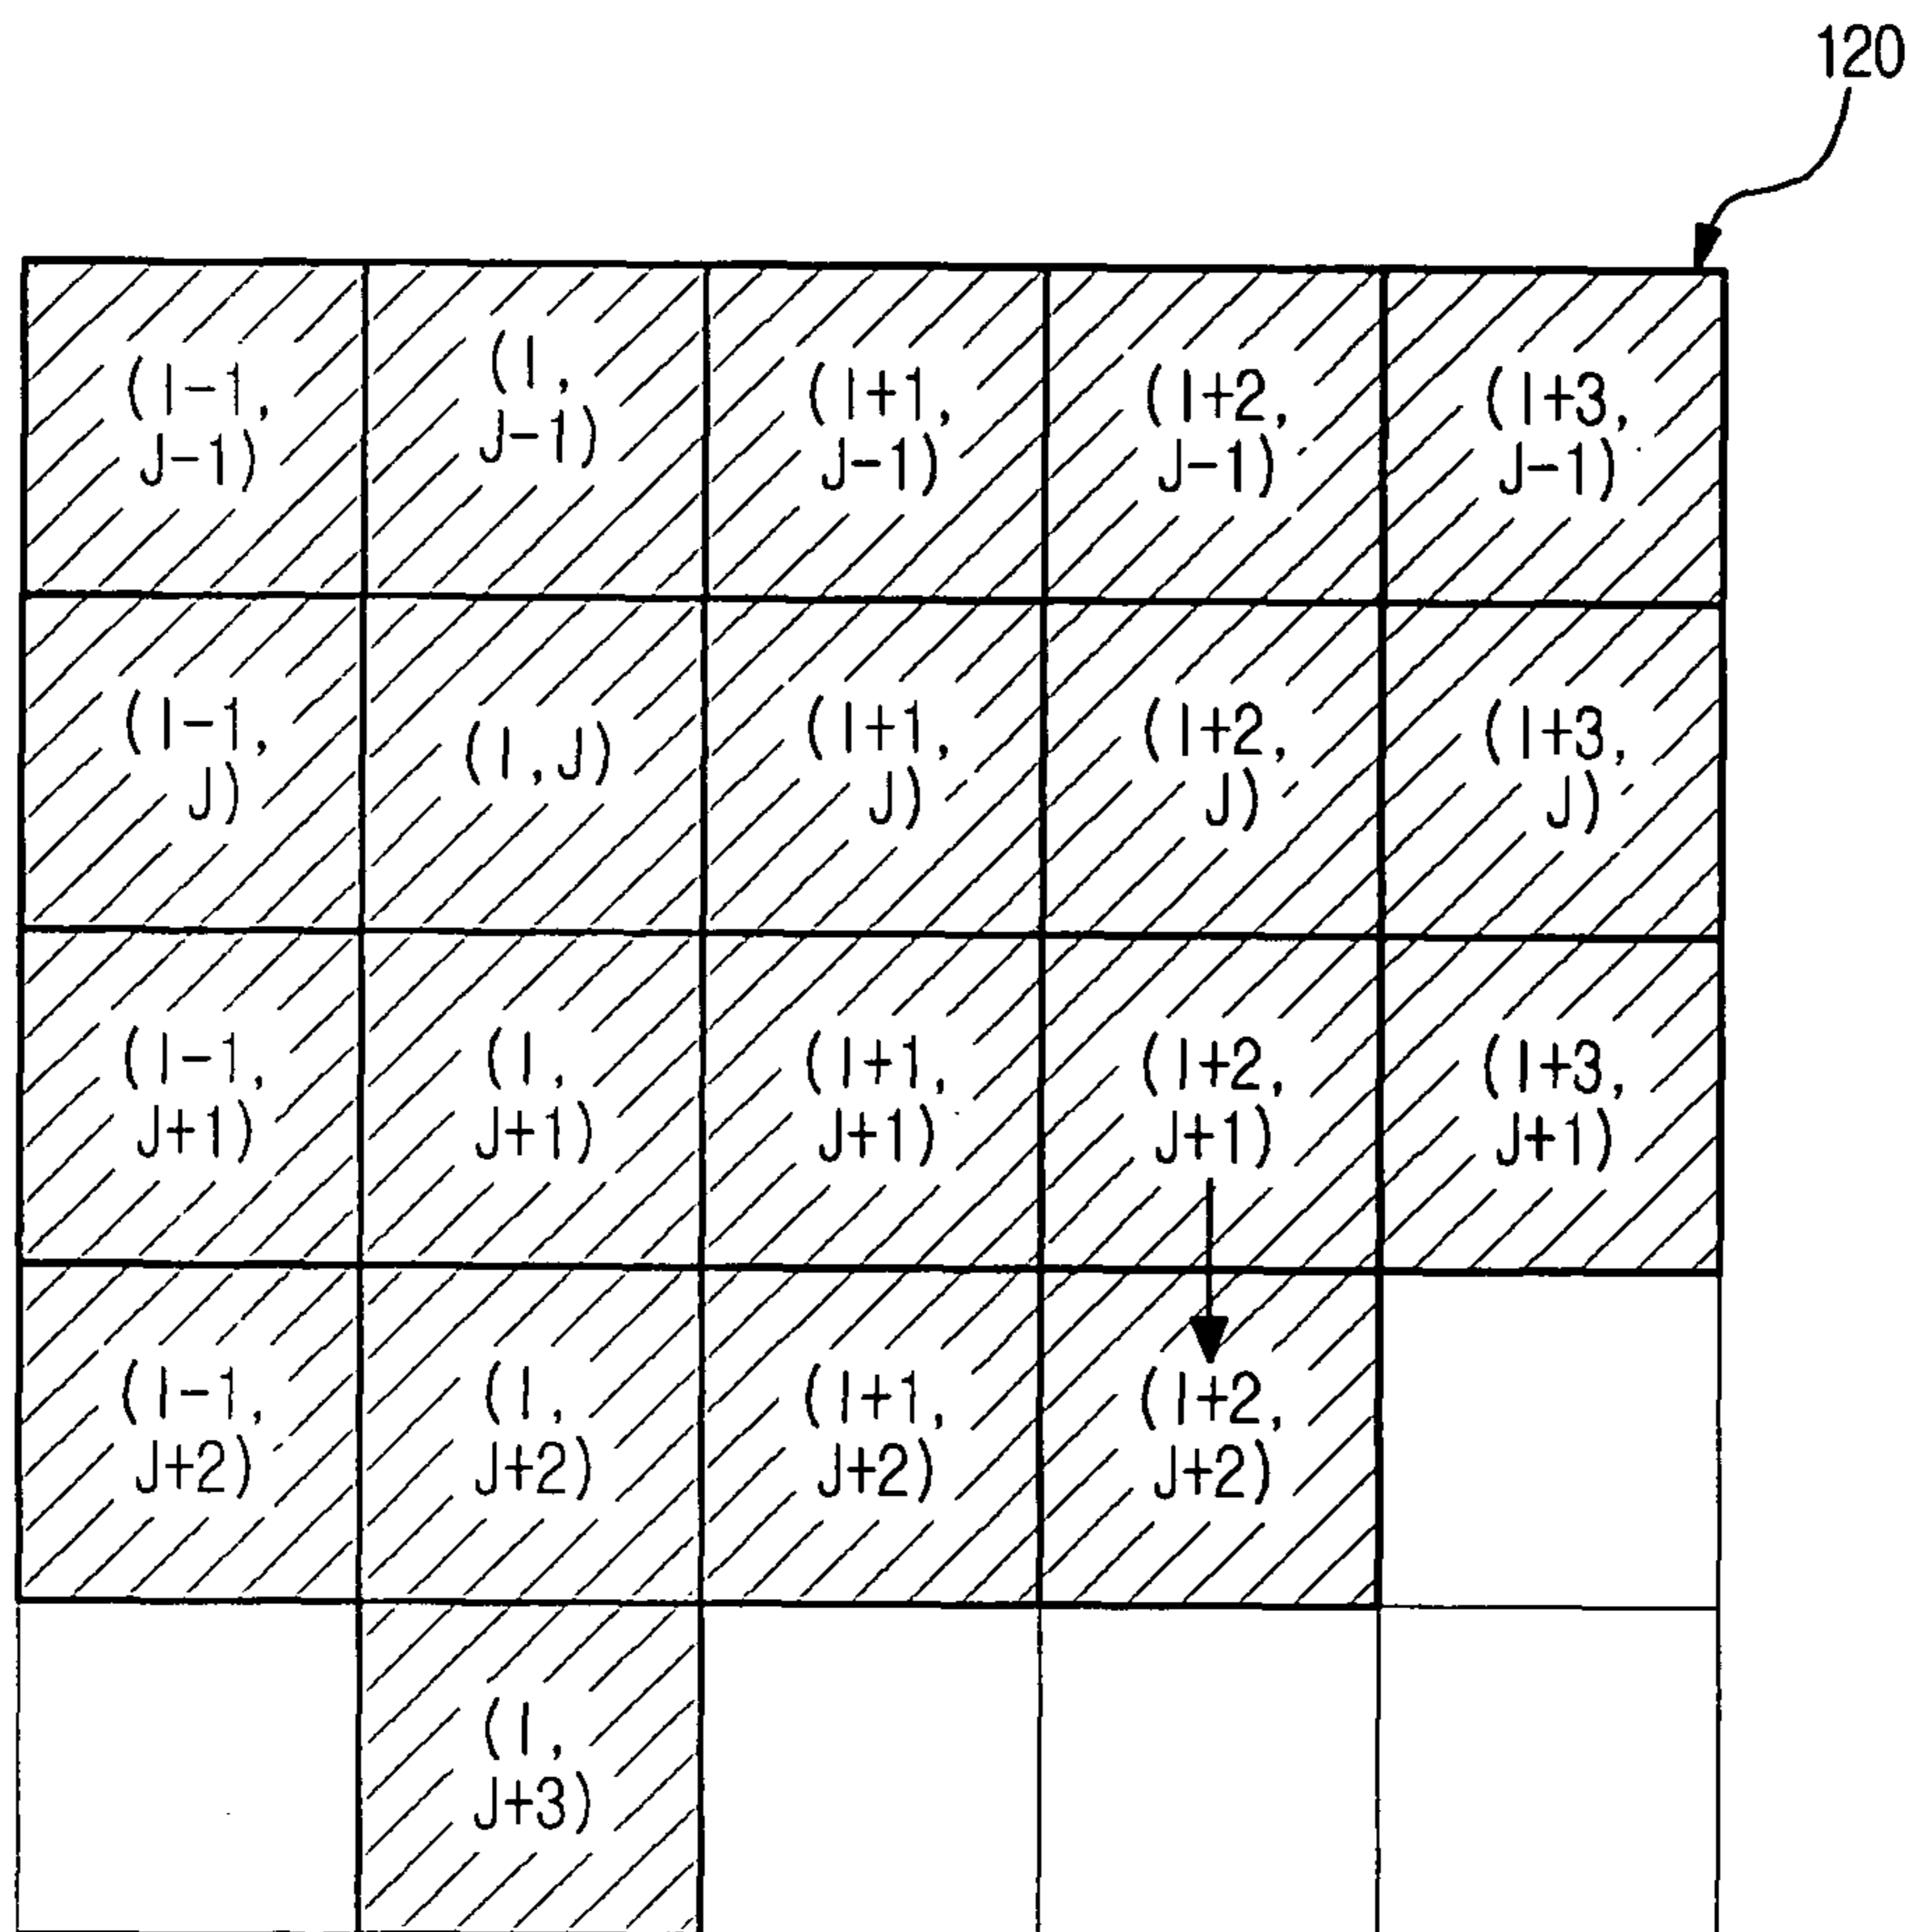 120
(I-1,
J-1)
(I,
J-1)
(I+1,
J-1)
(I+2,
J-1)
(I+3,
J-1)
(I-1,
J)
(I,J)
(I+1,
J)
(I+2,
J)
(I+3,
J)
(I-1,
J+1)
(I,
J+1)
(I+1,
J+1)
(I+2,
J+1)
(I+3,
J+1)
(I-1,
J+2)
(I,
J+2)
(I+1,
J+2)
(I+2,
J+2)
(I,
J+3)